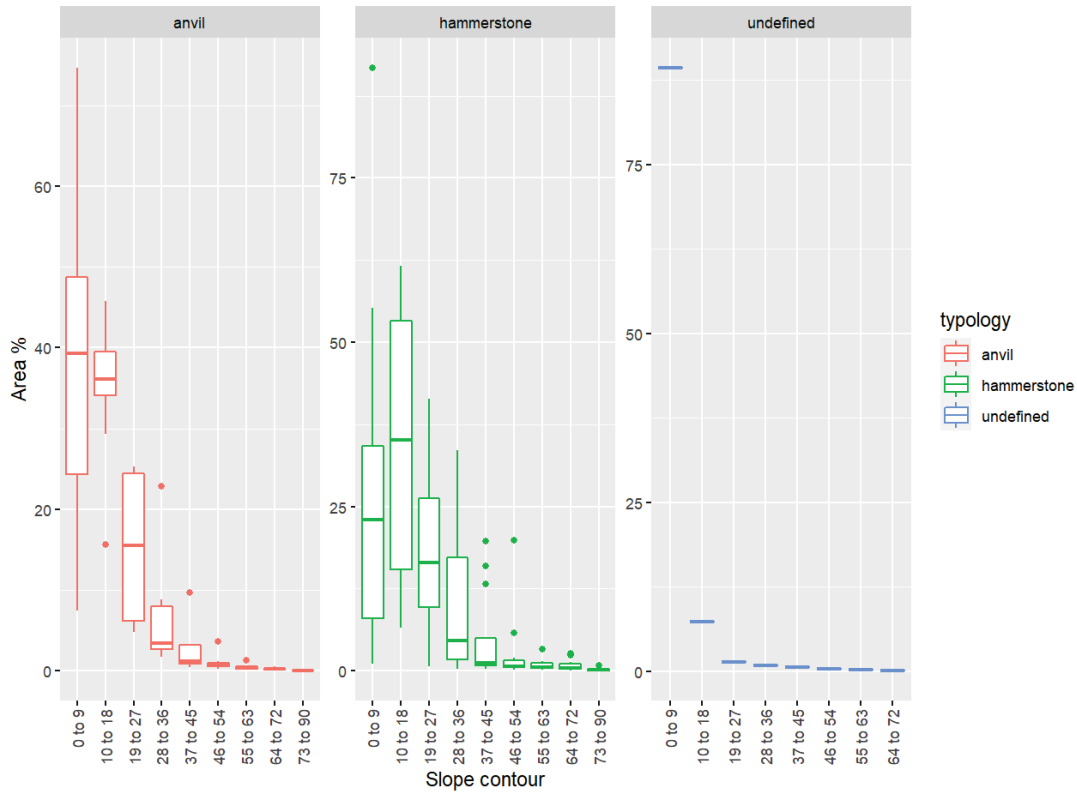 anvil
hammerstone
undefined
Area %
60
40
20
0
75
50
25
0
75
50
25
0
0 to 9
10 to 18
19 to 27
28 to 36
37 to 45
46 to 54
55 to 63
64 to 72
73 to 90
0 to 9
10 to 18
19 to 27
28 to 36
37 to 45
46 to 54
55 to 63
64 to 72
73 to 90
0 to 9
10 to 18
19 to 27
28 to 36
37 to 45
46 to 54
55 to 63
64 to 72
Slope contour
typology
anvil
hammerstone
undefined